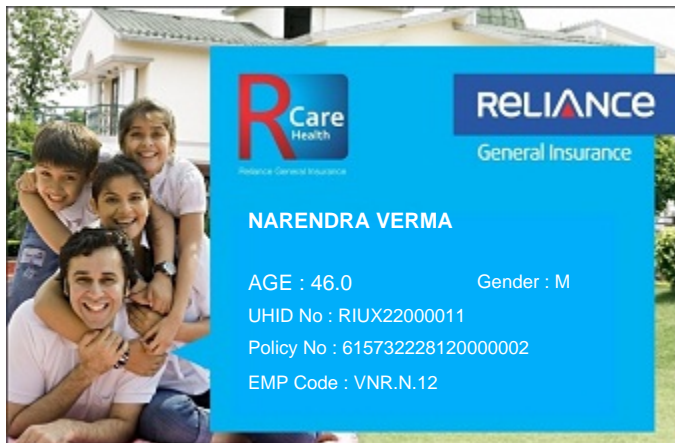 R Care
Health
Reliance General Insurance
RELIANCE
General Insurance
NARENDRA VERMA
AGE : 46.0 Gender : M
UHID No : RIUX22000011
Policy No : 615732228120000002
EMP Code : VNR.N.12